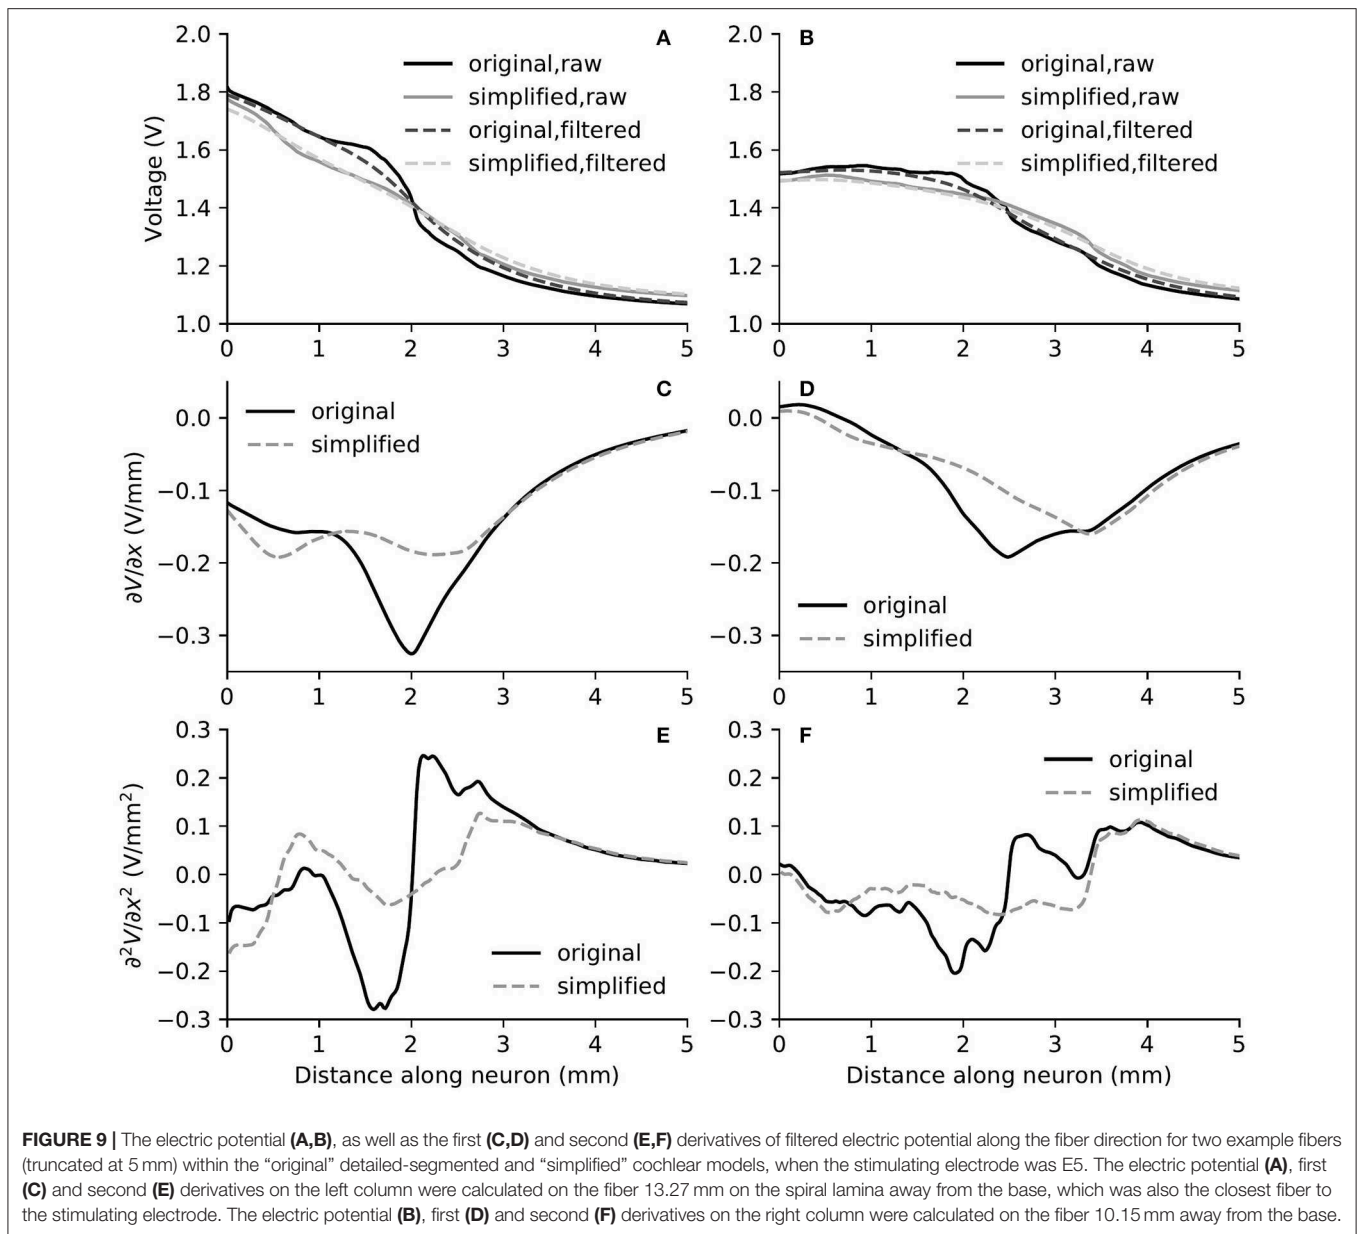 2.0
1.8
1.6
1.4
1.2
1.0
Voltage (V)
A
original,raw
simplified,raw
original,filtered
simplified,filtered
0 1 2 3 4 5
2.0
1.8
1.6
1.4
1.2
1.0
B
original,raw
simplified,raw
original,filtered
simplified,filtered
0 1 2 3 4 5
0.0
−0.1
−0.2
−0.3
∂V/∂x (V/mm)
C
original
simplified
0 1 2 3 4 5
0.0
−0.1
−0.2
−0.3
D
original
simplified
0 1 2 3 4 5
0.3
0.2
0.1
0.0
−0.1
−0.2
−0.3
∂²V/∂x² (V/mm²)
E
original
simplified
0 1 2 3 4 5
Distance along neuron (mm)
0.3
0.2
0.1
0.0
−0.1
−0.2
−0.3
F
original
simplified
0 1 2 3 4 5
Distance along neuron (mm)
FIGURE 9 | The electric potential (A,B), as well as the first (C,D) and second (E,F) derivatives of filtered electric potential along the fiber direction for two example fibers
(truncated at 5 mm) within the “original” detailed-segmented and “simplified” cochlear models, when the stimulating electrode was E5. The electric potential (A), first
(C) and second (E) derivatives on the left column were calculated on the fiber 13.27 mm on the spiral lamina away from the base, which was also the closest fiber to
the stimulating electrode. The electric potential (B), first (D) and second (F) derivatives on the right column were calculated on the fiber 10.15 mm away from the base.